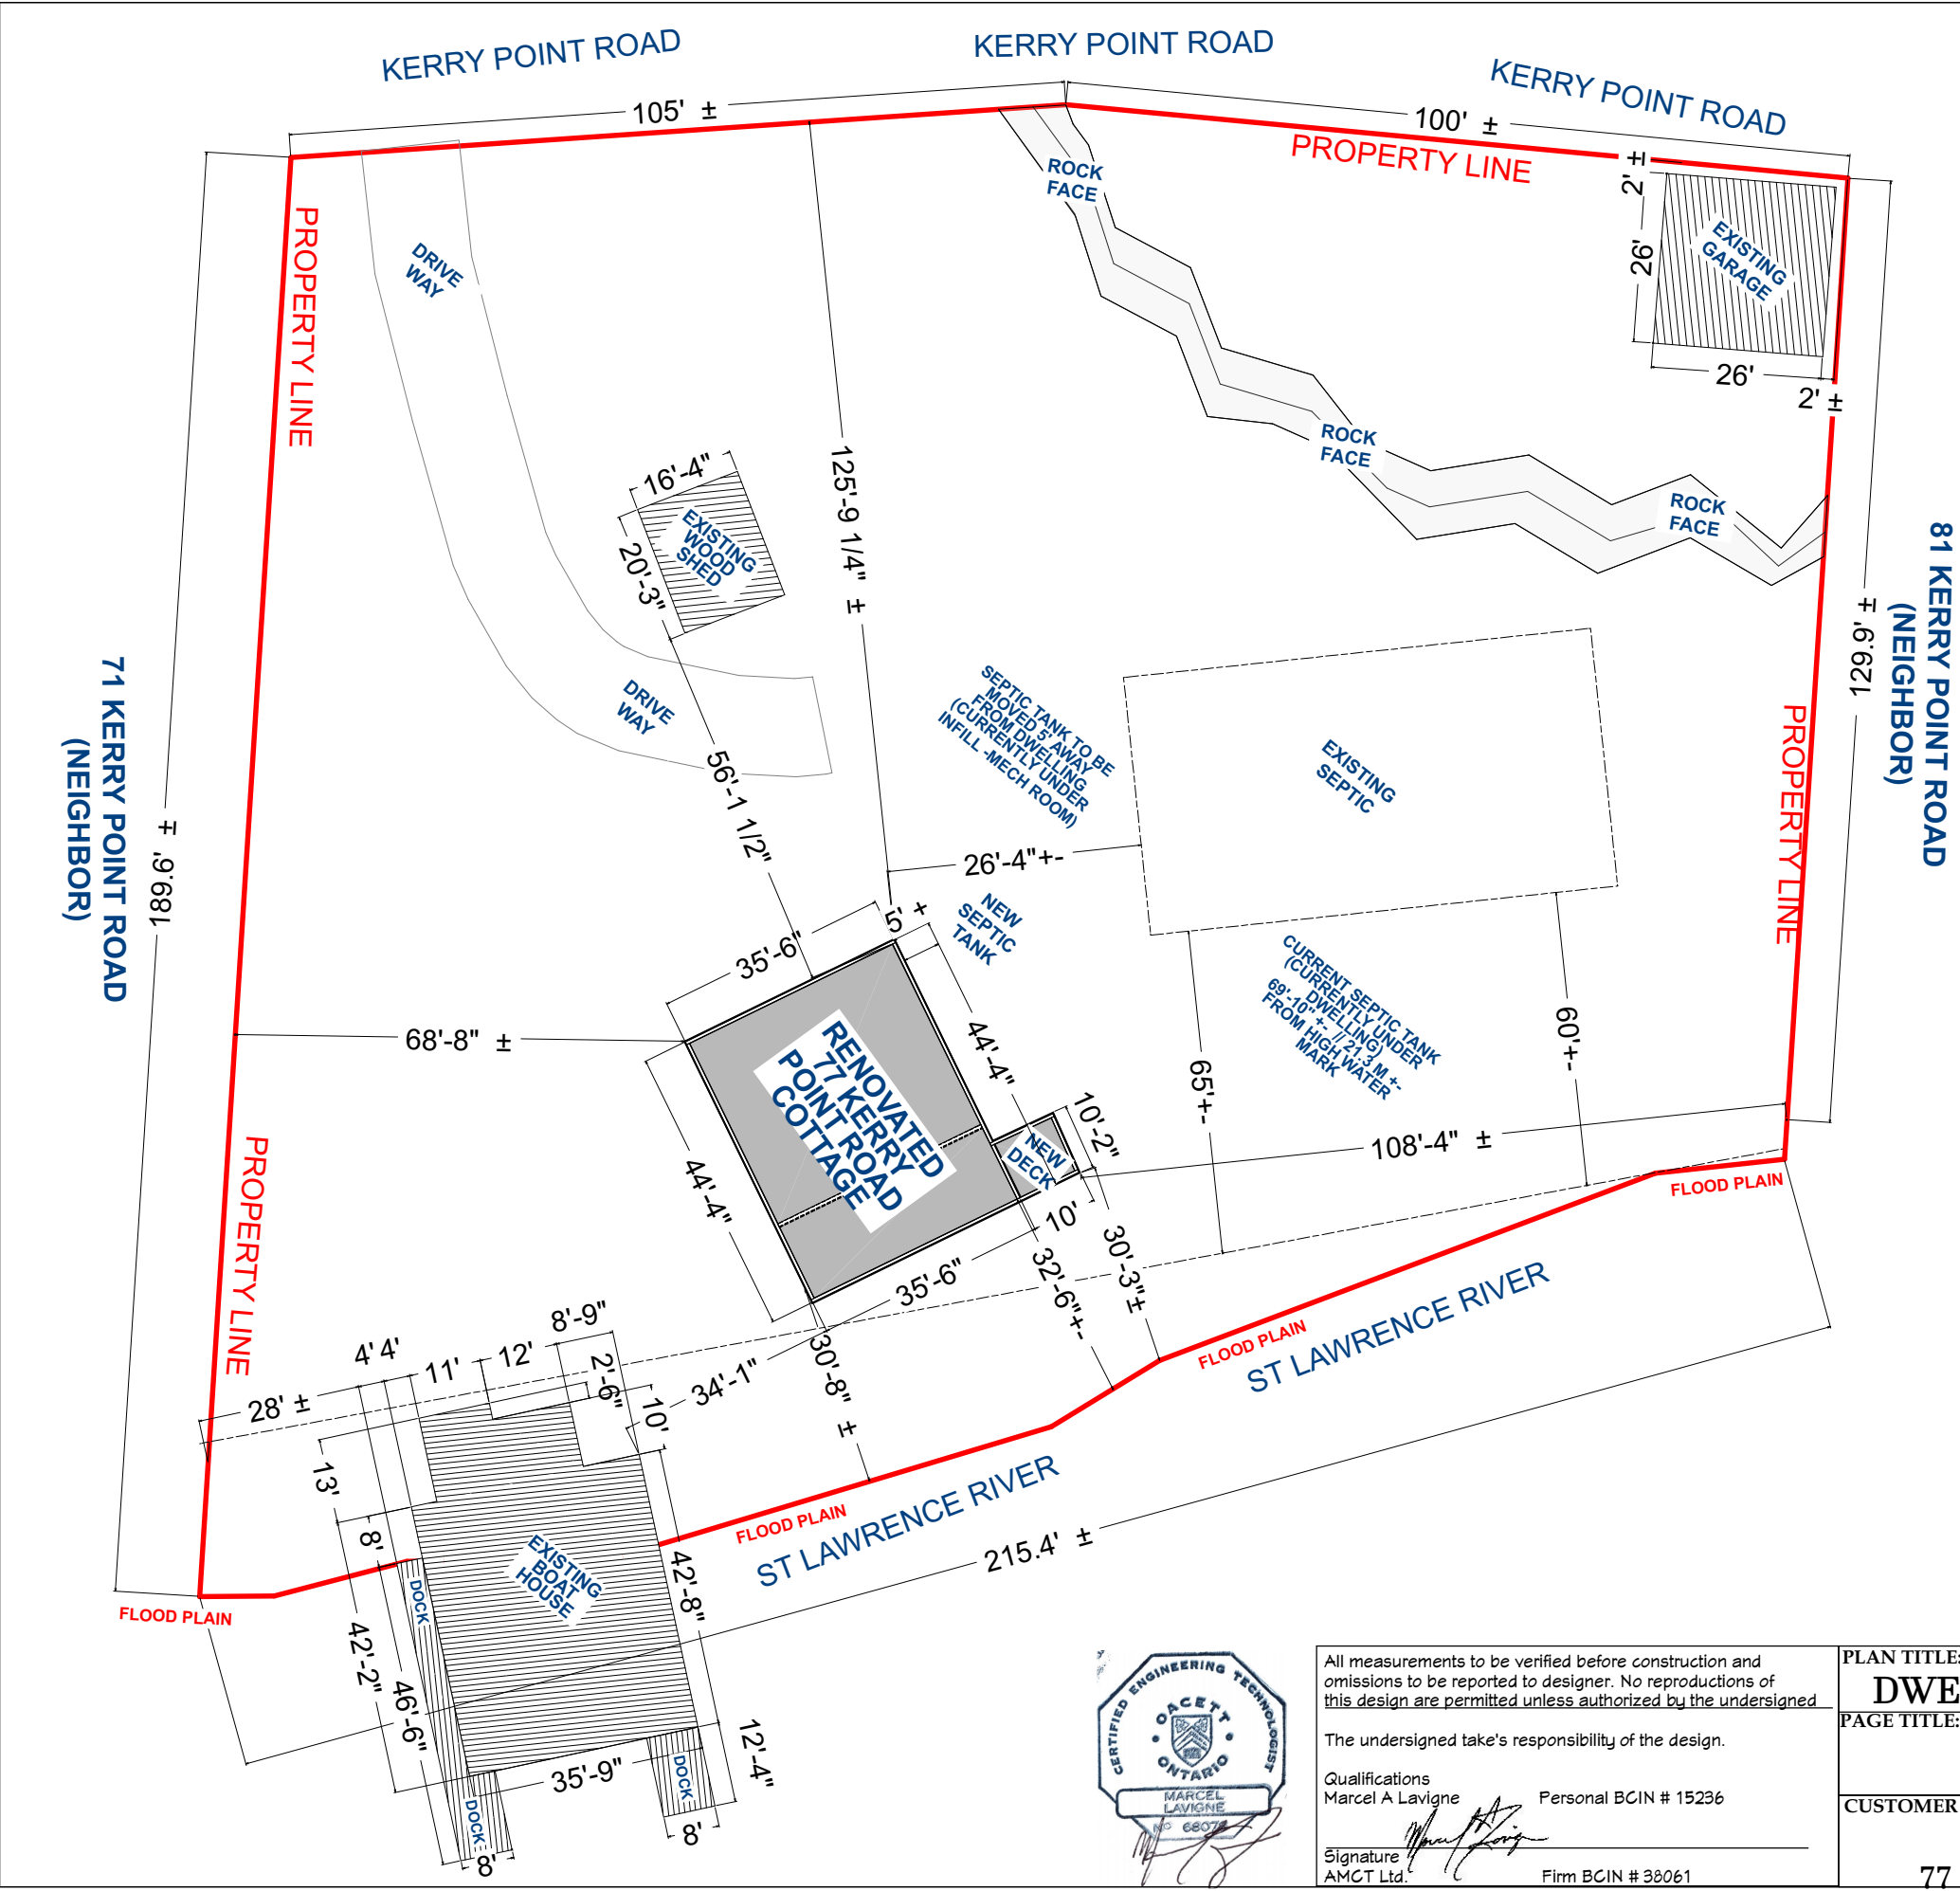 KERRY POINT ROAD
KERRY POINT ROAD
KERRY POINT ROAD
105' ±
100' ±
PROPERTY LINE
2' ±
26'
EXISTING
GARAGE
26'
2' ±
ROCK
FACE
ROCK
FACE
ROCK
FACE
PROPERTY LINE
DRIVE
WAY
16'-4"
20'-3"
EXISTING
WOOD
SHED
125'-9 1/4" ±
81 KERRY POINT ROAD
(NEIGHBOR)
129.9' ±
PROPERTY LINE
71 KERRY POINT ROAD
(NEIGHBOR)
189.6' ±
DRIVE
WAY
56'-1 1/2"
SEPTIC TANK TO BE
MOVED 5' AWAY
FROM DWELLING
(CURRENTLY UNDER
INFILL -MECH ROOM)
EXISTING
SEPTIC
26'-4"+-
NEW
SEPTIC
TANK
5' +
35'-6"
CURRENT SEPTIC TANK
(CURRENTLY UNDER
DWELLING)
69'-10" +- // 21.3 M +-
FROM HIGH WATER
MARK
68'-8" ±
44'-4"
65'+-
60'+-
RENOVATED
77 KERRY
POINT ROAD
COTTAGE
10'-2"
NEW
DECK
108'-4" ±
44'-4"
10'
PROPERTY LINE
FLOOD PLAIN
35'-6"
32'-6"+-
30'-3"±
ST LAWRENCE RIVER
FLOOD PLAIN
4' 4'
11'
12'
8'-9"
2'-6"
10'
28' ±
34'-1"
30'-8" ±
13'
8'
FLOOD PLAIN
ST LAWRENCE RIVER
215.4' ±
EXISTING
BOAT
HOUSE
DOCK
42'-8"
FLOOD PLAIN
42'-2"
46'-6"
35'-9"
12'-4"
DOCK
DOCK
8'
8'
CERTIFIED ENGINEERING TECHNOLOGIST
OACETT
ONTARIO
MARCEL
LAVIGNE
All measurements to be verified before construction and
omissions to be reported to designer. No reproductions of
this design are permitted unless authorized by the undersigned
The undersigned take's responsibility of the design.
Qualifications
Marcel A Lavigne Personal BCIN # 15236
Signature
AMCT Ltd. Firm BCIN # 38061
PLAN TITLE:
DWE
PAGE TITLE:
CUSTOMER
77